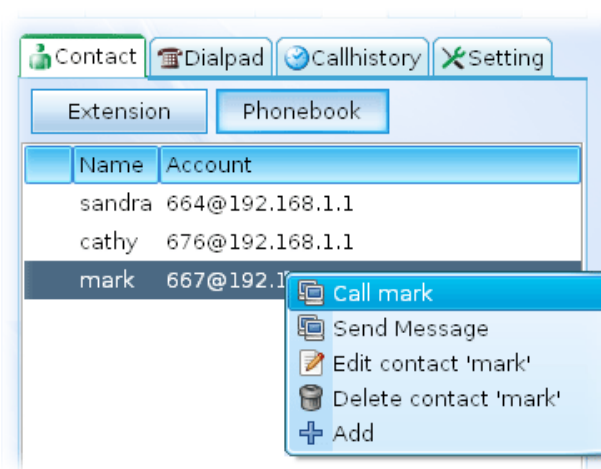 Contact Dialpad Callhistory Setting
Extension Phonebook
Name Account
sandra 664@192.168.1.1
cathy 676@192.168.1.1
mark 667@192.1
Call mark
Send Message
Edit contact 'mark'
Delete contact 'mark'
Add